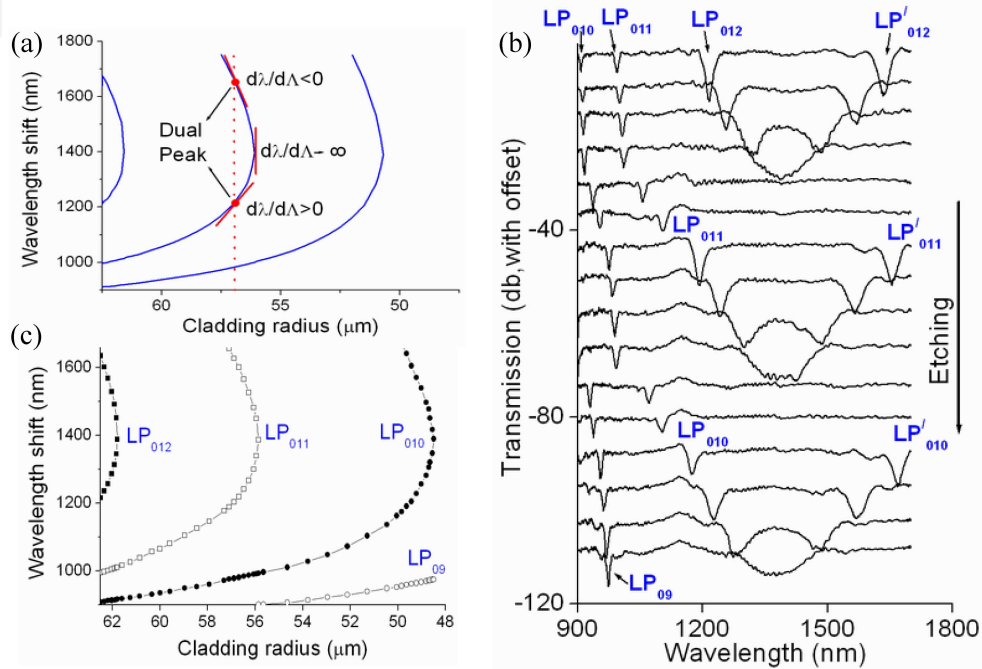 (a)
1800
1600
1400
1200
1000
Wavelength shift (nm)
dλ/dΛ<0
Dual
Peak
dλ/dΛ~ ∞
dλ/dΛ>0
60
55
50
Cladding radius (μm)
(c)
1600
1400
1200
1000
Wavelength shift (nm)
LP012
LP011
LP010
LP09
62
60
58
56
54
52
50
48
Cladding radius (μm)
(b)
LP010
LP011
LP012
LP/012
-40
-80
-120
Transmission (db,with offset)
LP011
LP/011
LP010
LP/010
LP09
Etching
900
1200
1500
1800
Wavelength (nm)